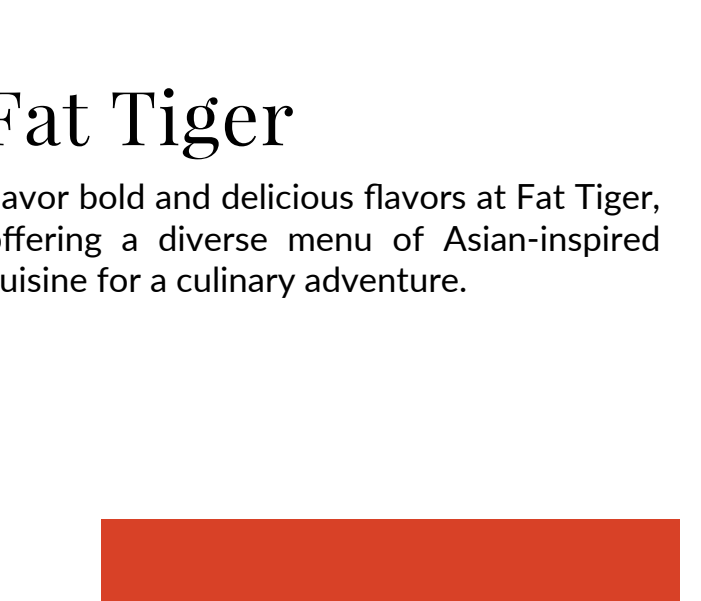 Fat Tiger
avor bold and delicious flavors at Fat Tiger,
offering a diverse menu of Asian-inspired
uisine for a culinary adventure.